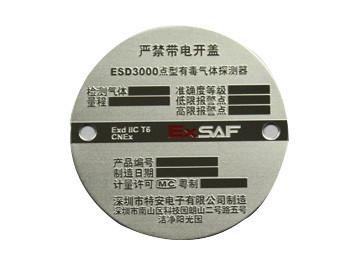 严禁带电开盖
ESD3000点型有毒气体探测器
检测气体 准确度等级
量程 低限报警点
高限报警点
Exd IIC T6
CNEx
ExSAF
产品编号
制造日期
计量许可 MC 粤制
深圳市特安电子有限公司制造
深圳市南山区科技园朗山二号路五号
洁净阳光园